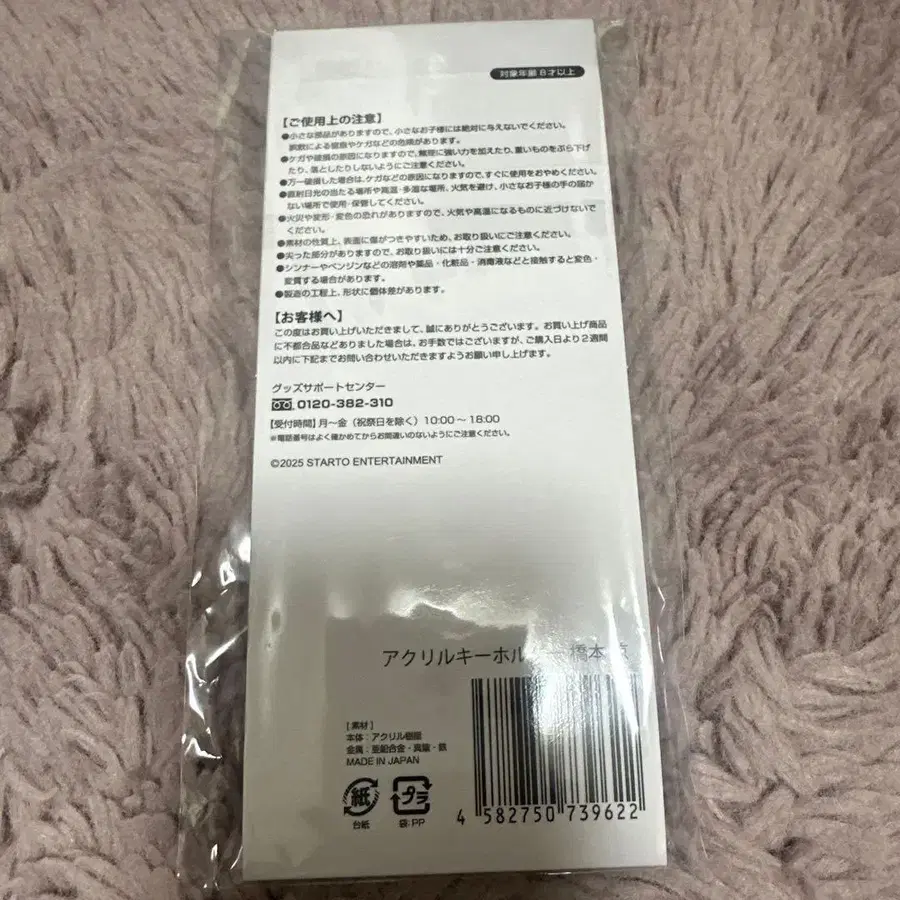 対象年齢 6才以上
【ご使用上の注意】
●小さな部品がありますので、小さなお子様には絶対に与えないでください。
誤飲による窒息やケガなどの危険があります。
●ケガや破損の原因になりますので、無理に強い力を加えたり、重いものをぶら下げ
たり、落としたりしないようにご注意ください。
●万一破損した場合は、ケガなどの原因になりますので、すぐに使用をおやめください。
●直射日光の当たる場所や高温・多湿な場所、火気を避け、小さなお子様の手の届か
ない場所で使用・保管してください。
●火災や変形・変色の恐れがありますので、火気や高温になるものに近づけないで
ください。
●素材の性質上、表面に傷がつきやすいため、お取り扱いにご注意ください。
●尖った部分がありますので、お取り扱いには十分ご注意ください。
●シンナーやベンジンなどの溶剤や薬品・化粧品・消毒液などと接触すると変色・
変質する場合があります。
●製造の工程上、形状に個体差があります。
【お客様へ】
この度はお買い上げいただきまして、誠にありがとうございます。お買い上げ商品
に不都合品などありました場合は、お手数ではございますが、ご購入日より2週間
以内に下記までお問い合わせいただきますようお願い申し上げます。
グッズサポートセンター
0120-382-310
【受付時間】月〜金（祝祭日を除く）10:00〜18:00
※電話番号はよく確かめてからお間違いのないようにご注意ください。
©2025 STARTO ENTERTAINMENT
アクリルキーホル 橋本
［素材］
本体：アクリル樹脂
金属：亜鉛合金・真鍮・鉄
MADE IN JAPAN
紙
台紙
プラ
袋:PP
4 582750 739622